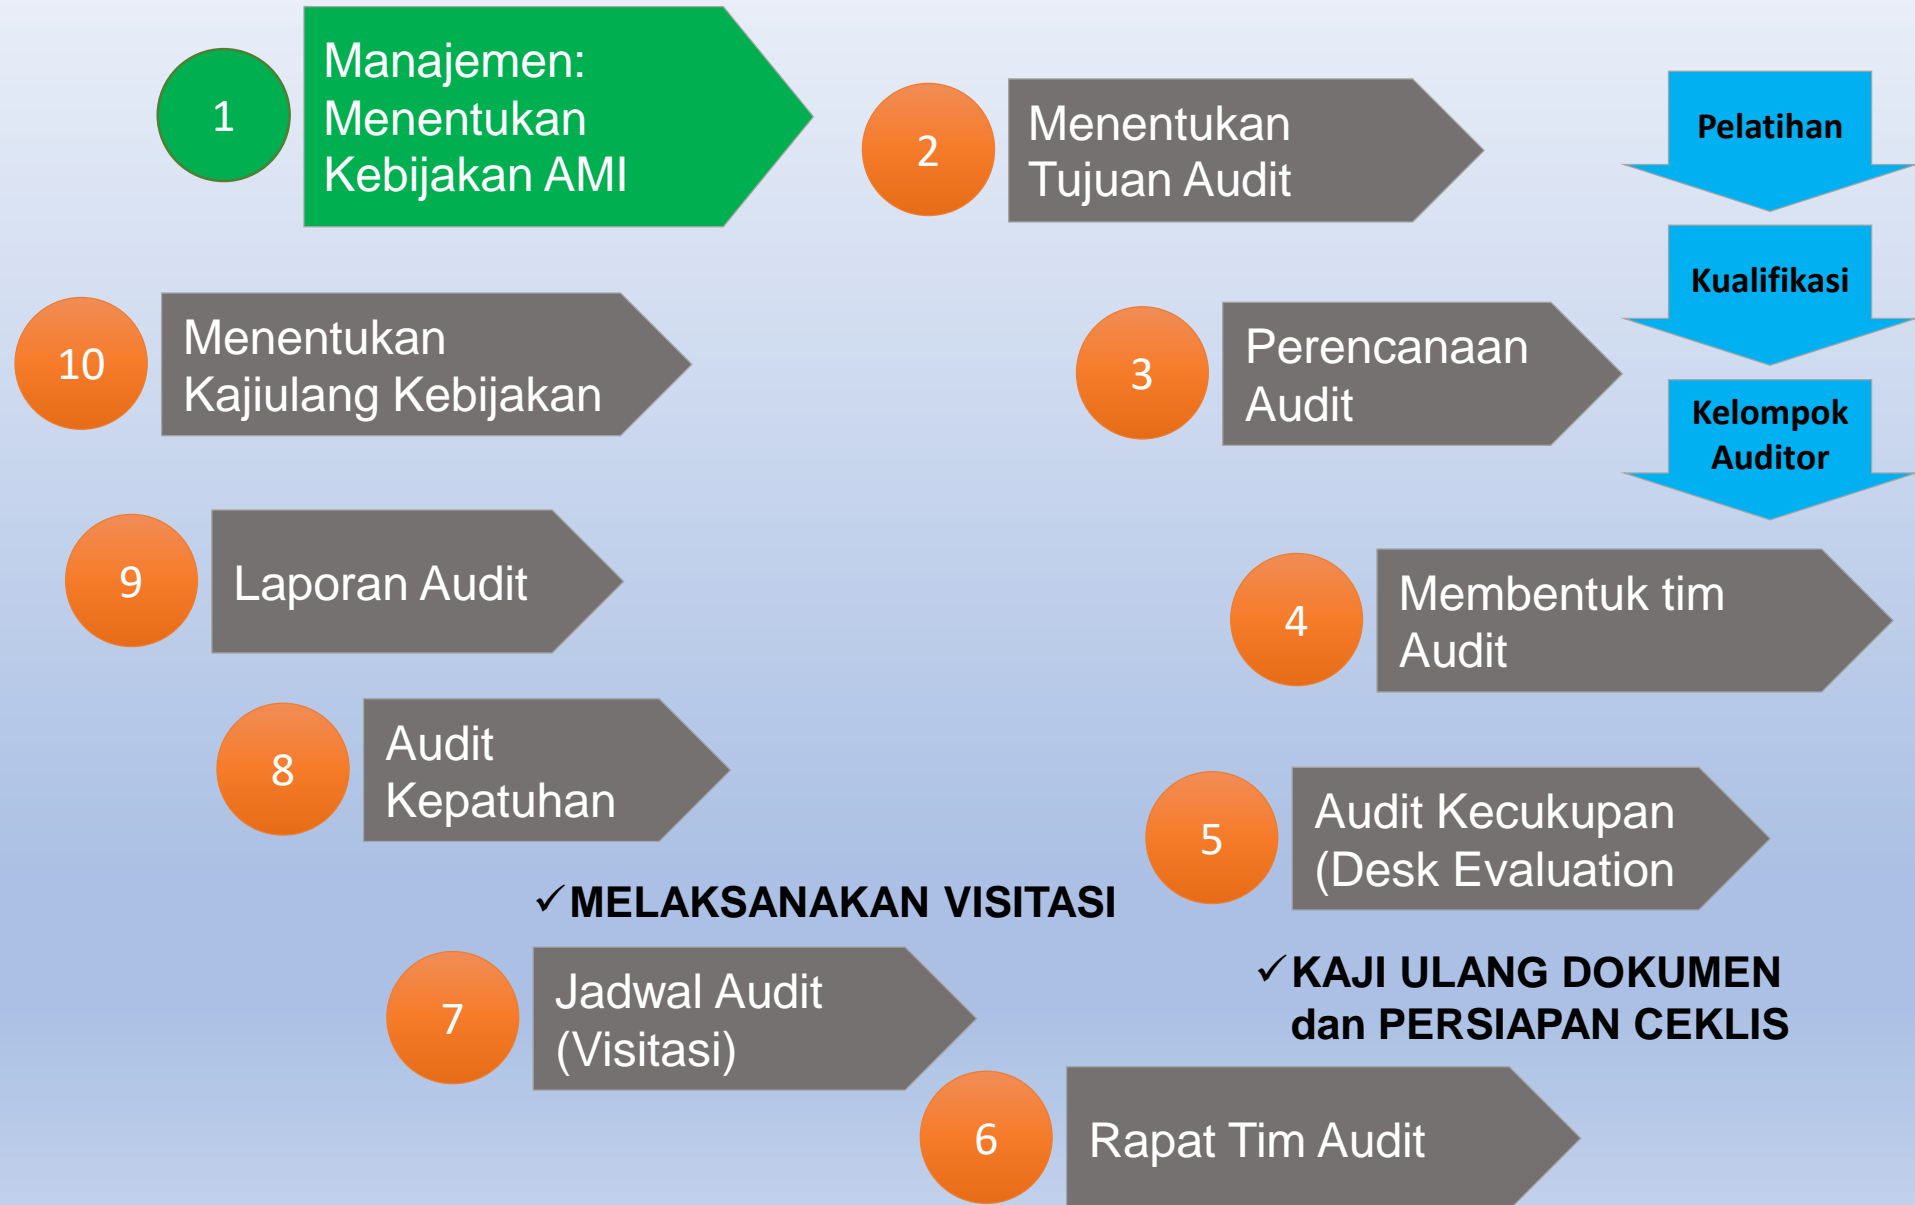 1
Manajemen:
Menentukan
Kebijakan AMI
2
Menentukan
Tujuan Audit
Pelatihan
Kualifikasi
Kelompok
Auditor
3
Perencanaan
Audit
4
Membentuk tim
Audit
5
Audit Kecukupan
(Desk Evaluation
✓KAJI ULANG DOKUMEN
dan PERSIAPAN CEKLIS
6
Rapat Tim Audit
7
Jadwal Audit
(Visitasi)
✓MELAKSANAKAN VISITASI
8
Audit
Kepatuhan
9
Laporan Audit
10
Menentukan
Kajiulang Kebijakan